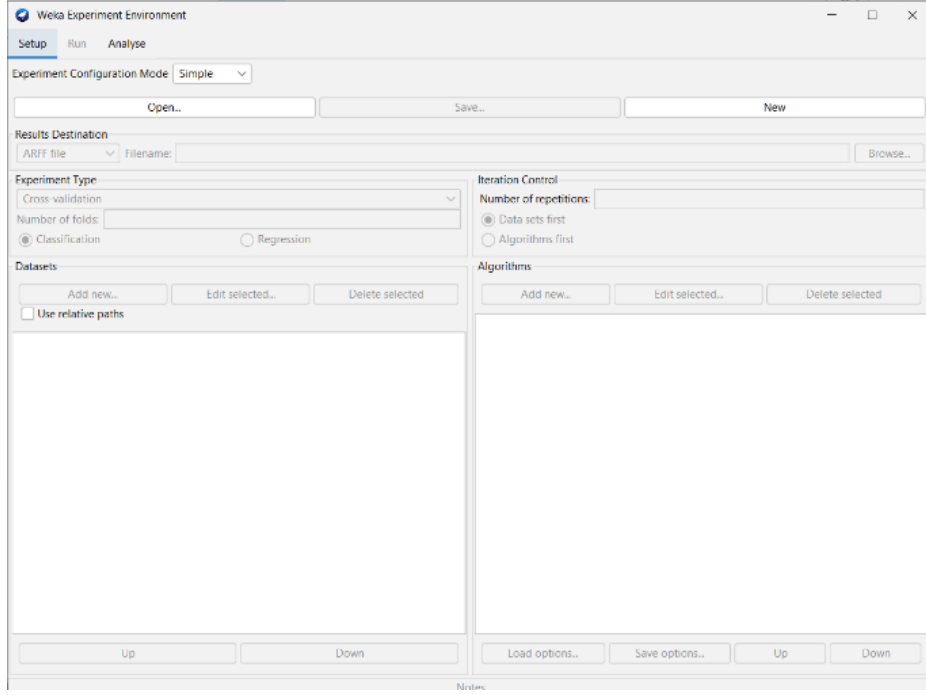 Weka Experiment Environment
Setup Run Analyse
Experiment Configuration Mode Simple
Open... Save... New
Results Destination
ARFF file Filename: Browse...
Experiment Type
Cross-validation
Number of folds:
Classification Regression
Iteration Control
Number of repetitions:
Data sets first
Algorithms first
Datasets
Add new... Edit selected... Delete selected
Use relative paths
Up Down
Algorithms
Add new... Edit selected... Delete selected
Load options... Save options... Up Down
Notes